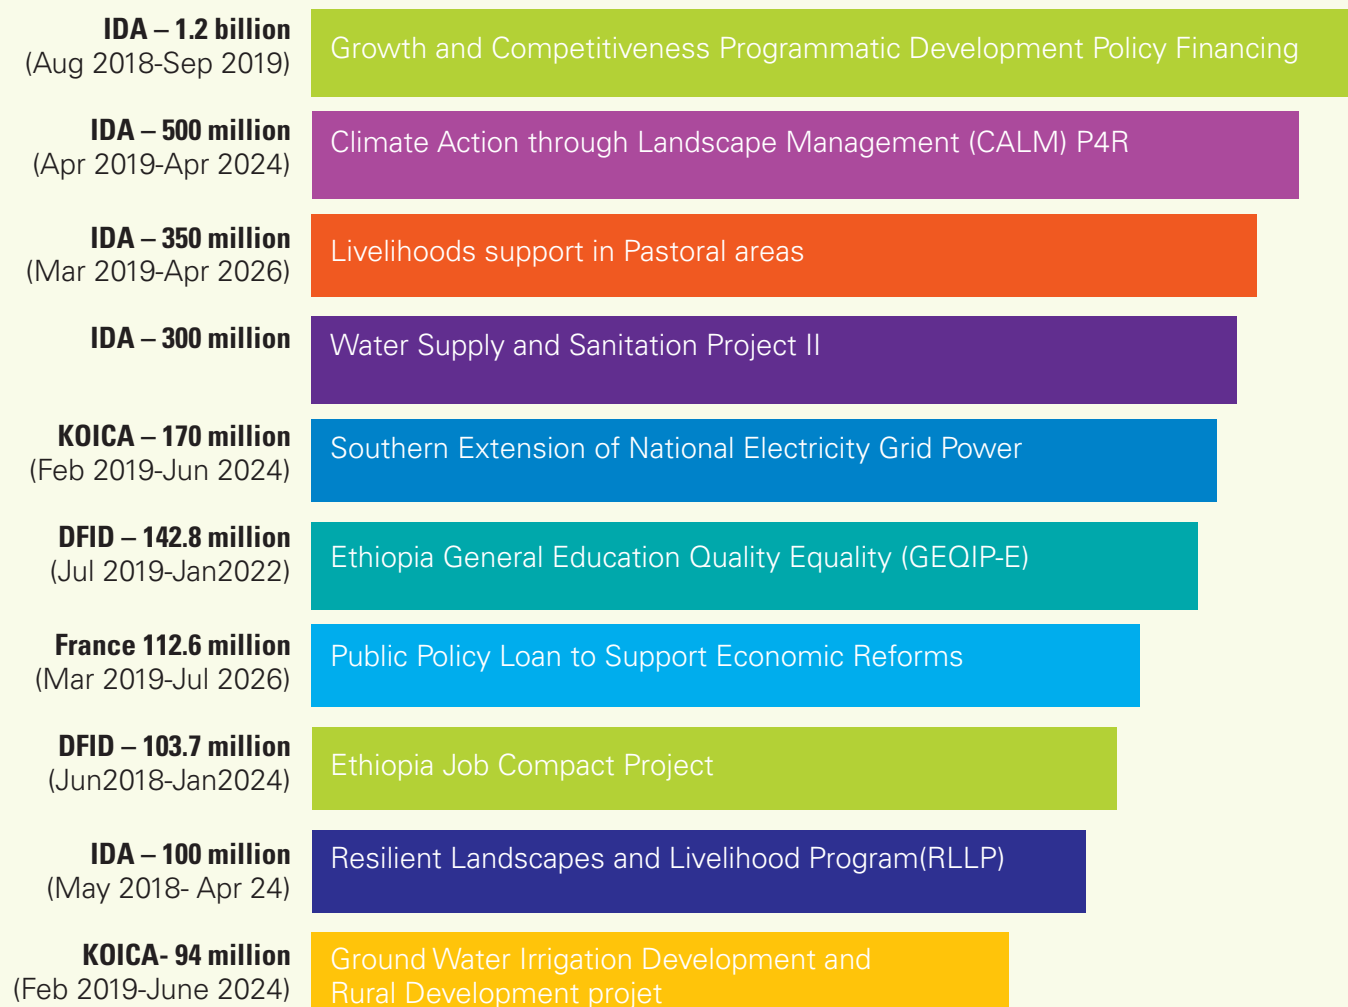 IDA – 1.2 billion
(Aug 2018-Sep 2019)
Growth and Competitiveness Programmatic Development Policy Financing
IDA – 500 million
(Apr 2019-Apr 2024)
Climate Action through Landscape Management (CALM) P4R
IDA – 350 million
(Mar 2019-Apr 2026)
Livelihoods support in Pastoral areas
IDA – 300 million
Water Supply and Sanitation Project II
KOICA – 170 million
(Feb 2019-Jun 2024)
Southern Extension of National Electricity Grid Power
DFID – 142.8 million
(Jul 2019-Jan2022)
Ethiopia General Education Quality Equality (GEQIP-E)
France 112.6 million
(Mar 2019-Jul 2026)
Public Policy Loan to Support Economic Reforms
DFID – 103.7 million
(Jun2018-Jan2024)
Ethiopia Job Compact Project
IDA – 100 million
(May 2018- Apr 24)
Resilient Landscapes and Livelihood Program(RLLP)
KOICA- 94 million
(Feb 2019-June 2024)
Ground Water Irrigation Development and
Rural Development projet